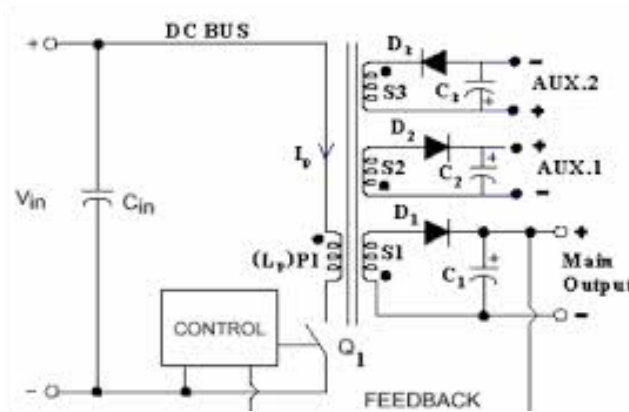 DC BUS
D3
S3
C3
AUX.2
D2
Ip
S2
C2
AUX.1
Vin
Cin
D1
(Lp)P1
S1
C1
Main
Output
CONTROL
Q1
FEEDBACK